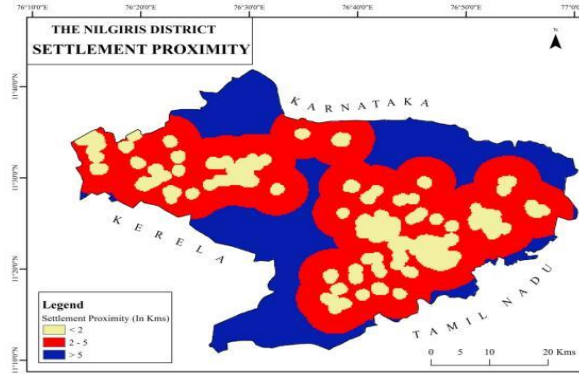 76°10'0"E 76°20'0"E 76°30'0"E 76°40'0"E 76°50'0"E 77°0'0"E
THE NILGIRIS DISTRICT
SETTLEMENT PROXIMITY
N
11°40'0"N
KARNATAKA
11°30'0"N
KERELA
11°20'0"N
TAMIL NADU
Legend
Settlement Proximity (In Kms)
< 2
2 - 5
> 5
0 5 10 20 Kms
11°10'0"N